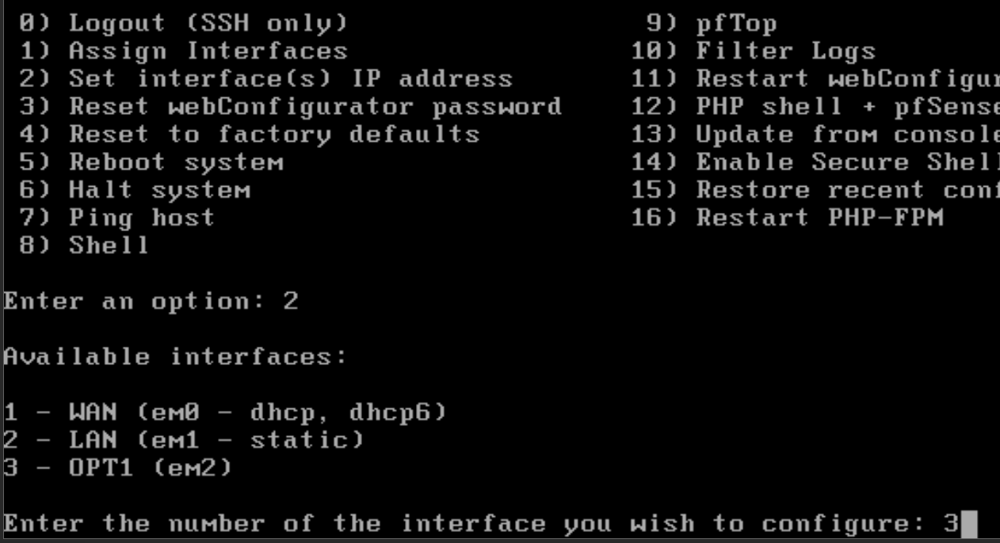 0) Logout (SSH only) 9) pfTop
1) Assign Interfaces 10) Filter Logs
2) Set interface(s) IP address 11) Restart webConfigur
3) Reset webConfigurator password 12) PHP shell + pfSense
4) Reset to factory defaults 13) Update from console
5) Reboot system 14) Enable Secure Shell
6) Halt system 15) Restore recent conf
7) Ping host 16) Restart PHP-FPM
8) Shell
Enter an option: 2
Available interfaces:
1 - WAN (em0 - dhcp, dhcp6)
2 - LAN (em1 - static)
3 - OPT1 (em2)
Enter the number of the interface you wish to configure: 3